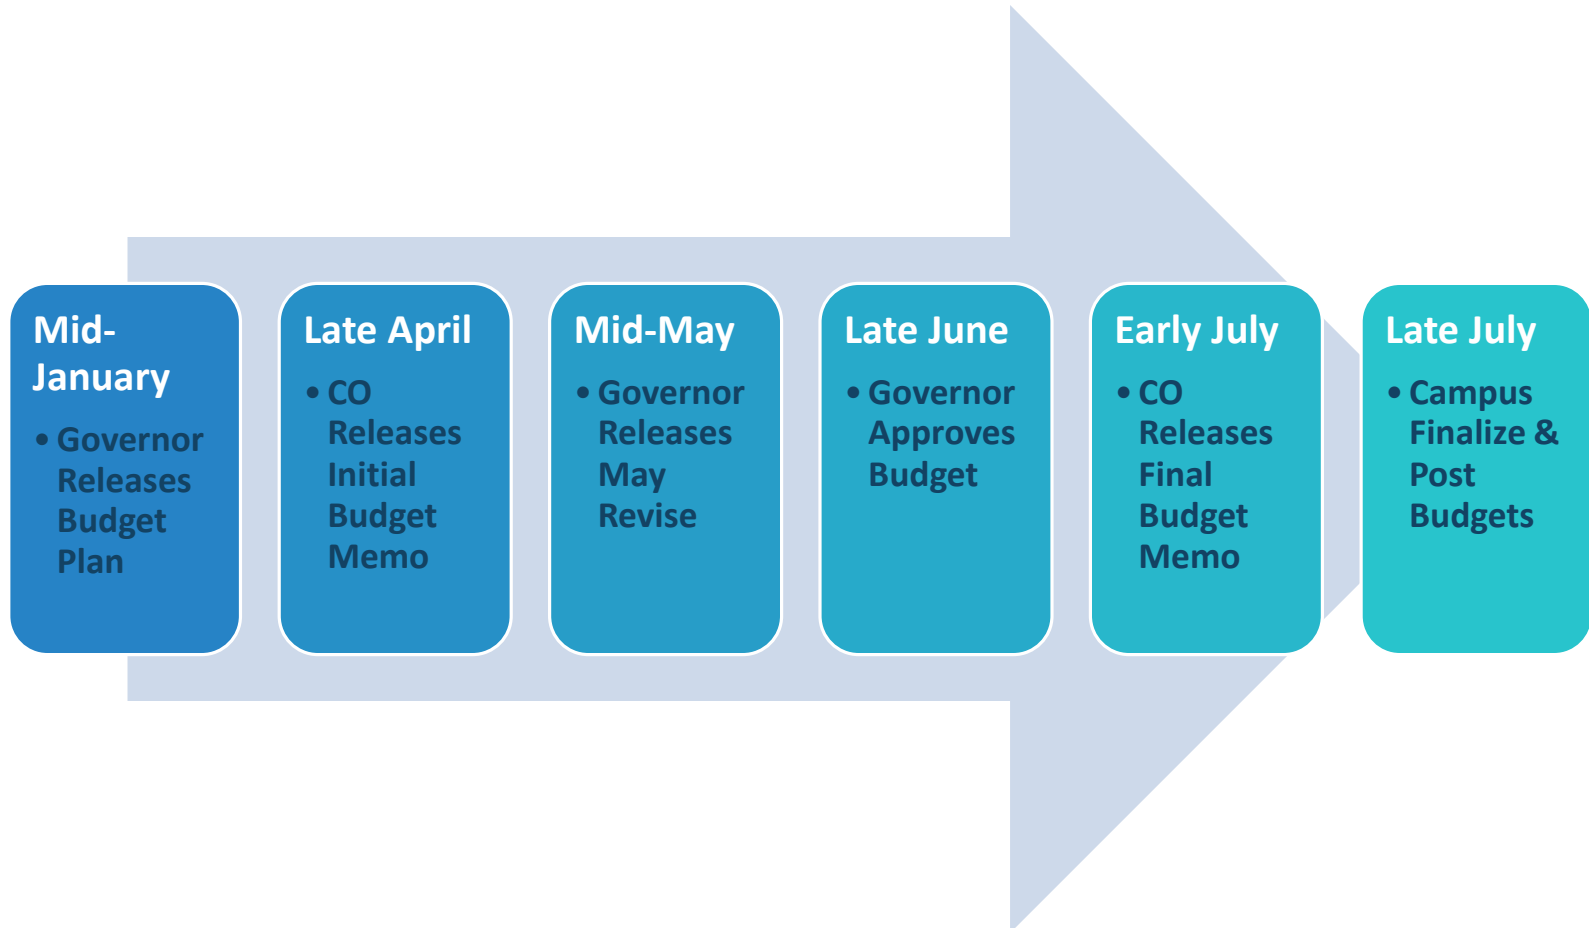 Mid-
January
• Governor
Releases
Budget
Plan
Late April
• CO
Releases
Initial
Budget
Memo
Mid-May
• Governor
Releases
May
Revise
Late June
• Governor
Approves
Budget
Early July
• CO
Releases
Final
Budget
Memo
Late July
• Campus
Finalize &
Post
Budgets